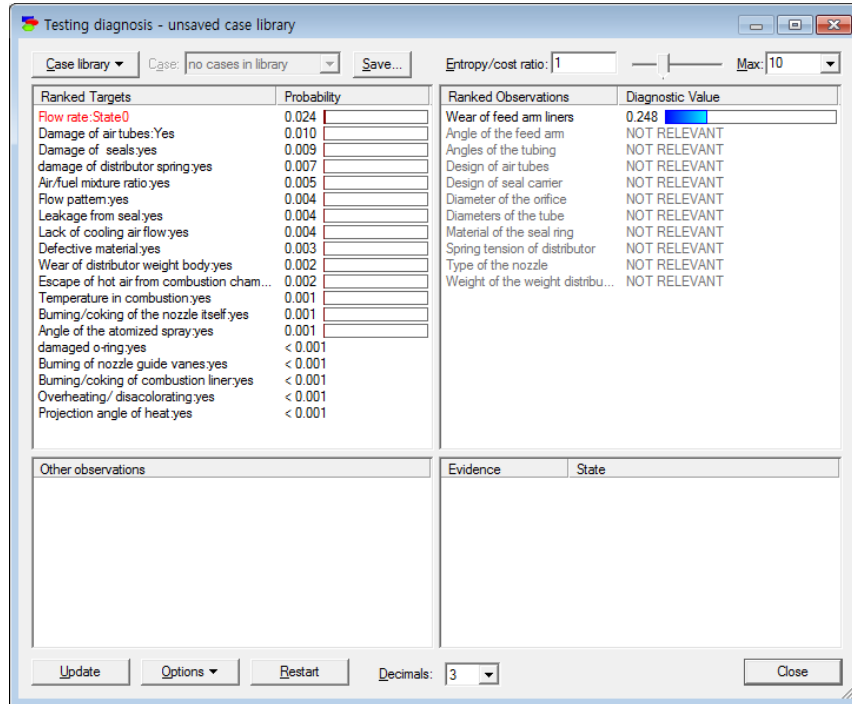 Testing diagnosis - unsaved case library
Case library Case: no cases in library Save... Entropy/cost ratio: 1 Max: 10
Ranked Targets Probability
Flow rate:State0 0.024
Damage of air tubes:Yes 0.010
Damage of seals:yes 0.009
damage of distributor spring:yes 0.007
Air/fuel mixture ratio:yes 0.005
Flow pattern:yes 0.004
Leakage from seal:yes 0.004
Lack of cooling air flow:yes 0.004
Defective material:yes 0.003
Wear of distributor weight body:yes 0.002
Escape of hot air from combustion cham... 0.002
Temperature in combustion:yes 0.001
Burning/coking of the nozzle itself:yes 0.001
Angle of the atomized spray:yes 0.001
damaged o-ring:yes < 0.001
Burning of nozzle guide vanes:yes < 0.001
Burning/coking of combustion liner:yes < 0.001
Overheating/ disacolorating:yes < 0.001
Projection angle of heat:yes < 0.001
Ranked Observations Diagnostic Value
Wear of feed arm liners 0.248
Angle of the feed arm NOT RELEVANT
Angles of the tubing NOT RELEVANT
Design of air tubes NOT RELEVANT
Design of seal carrier NOT RELEVANT
Diameter of the orifice NOT RELEVANT
Diameters of the tube NOT RELEVANT
Material of the seal ring NOT RELEVANT
Spring tension of distributor NOT RELEVANT
Type of the nozzle NOT RELEVANT
Weight of the weight distribu... NOT RELEVANT
Other observations
Evidence State
Update Options Restart Decimals: 3 Close